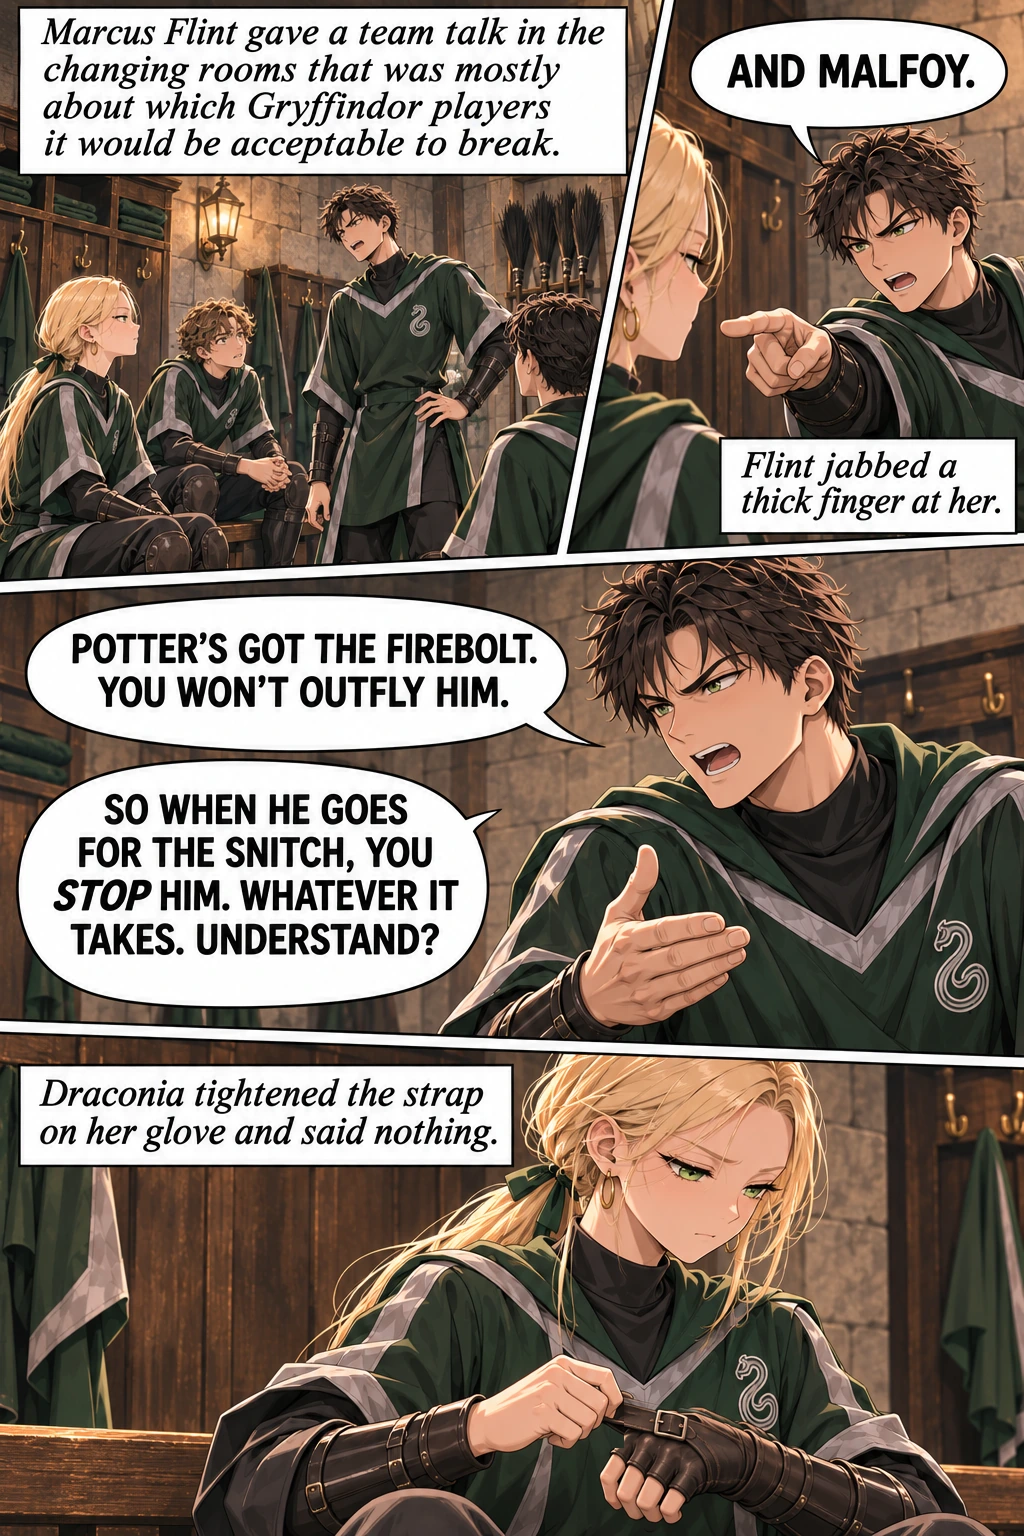 Marcus Flint gave a team talk in the
changing rooms that was mostly
about which Gryffindor players
it would be acceptable to break.
AND MALFOY.
Flint jabbed a
thick finger at her.
POTTER'S GOT THE FIREBOLT.
YOU WON'T OUTFLY HIM.
SO WHEN HE GOES
FOR THE SNITCH, YOU
STOP HIM. WHATEVER IT
TAKES. UNDERSTAND?
Draconia tightened the strap
on her glove and said nothing.